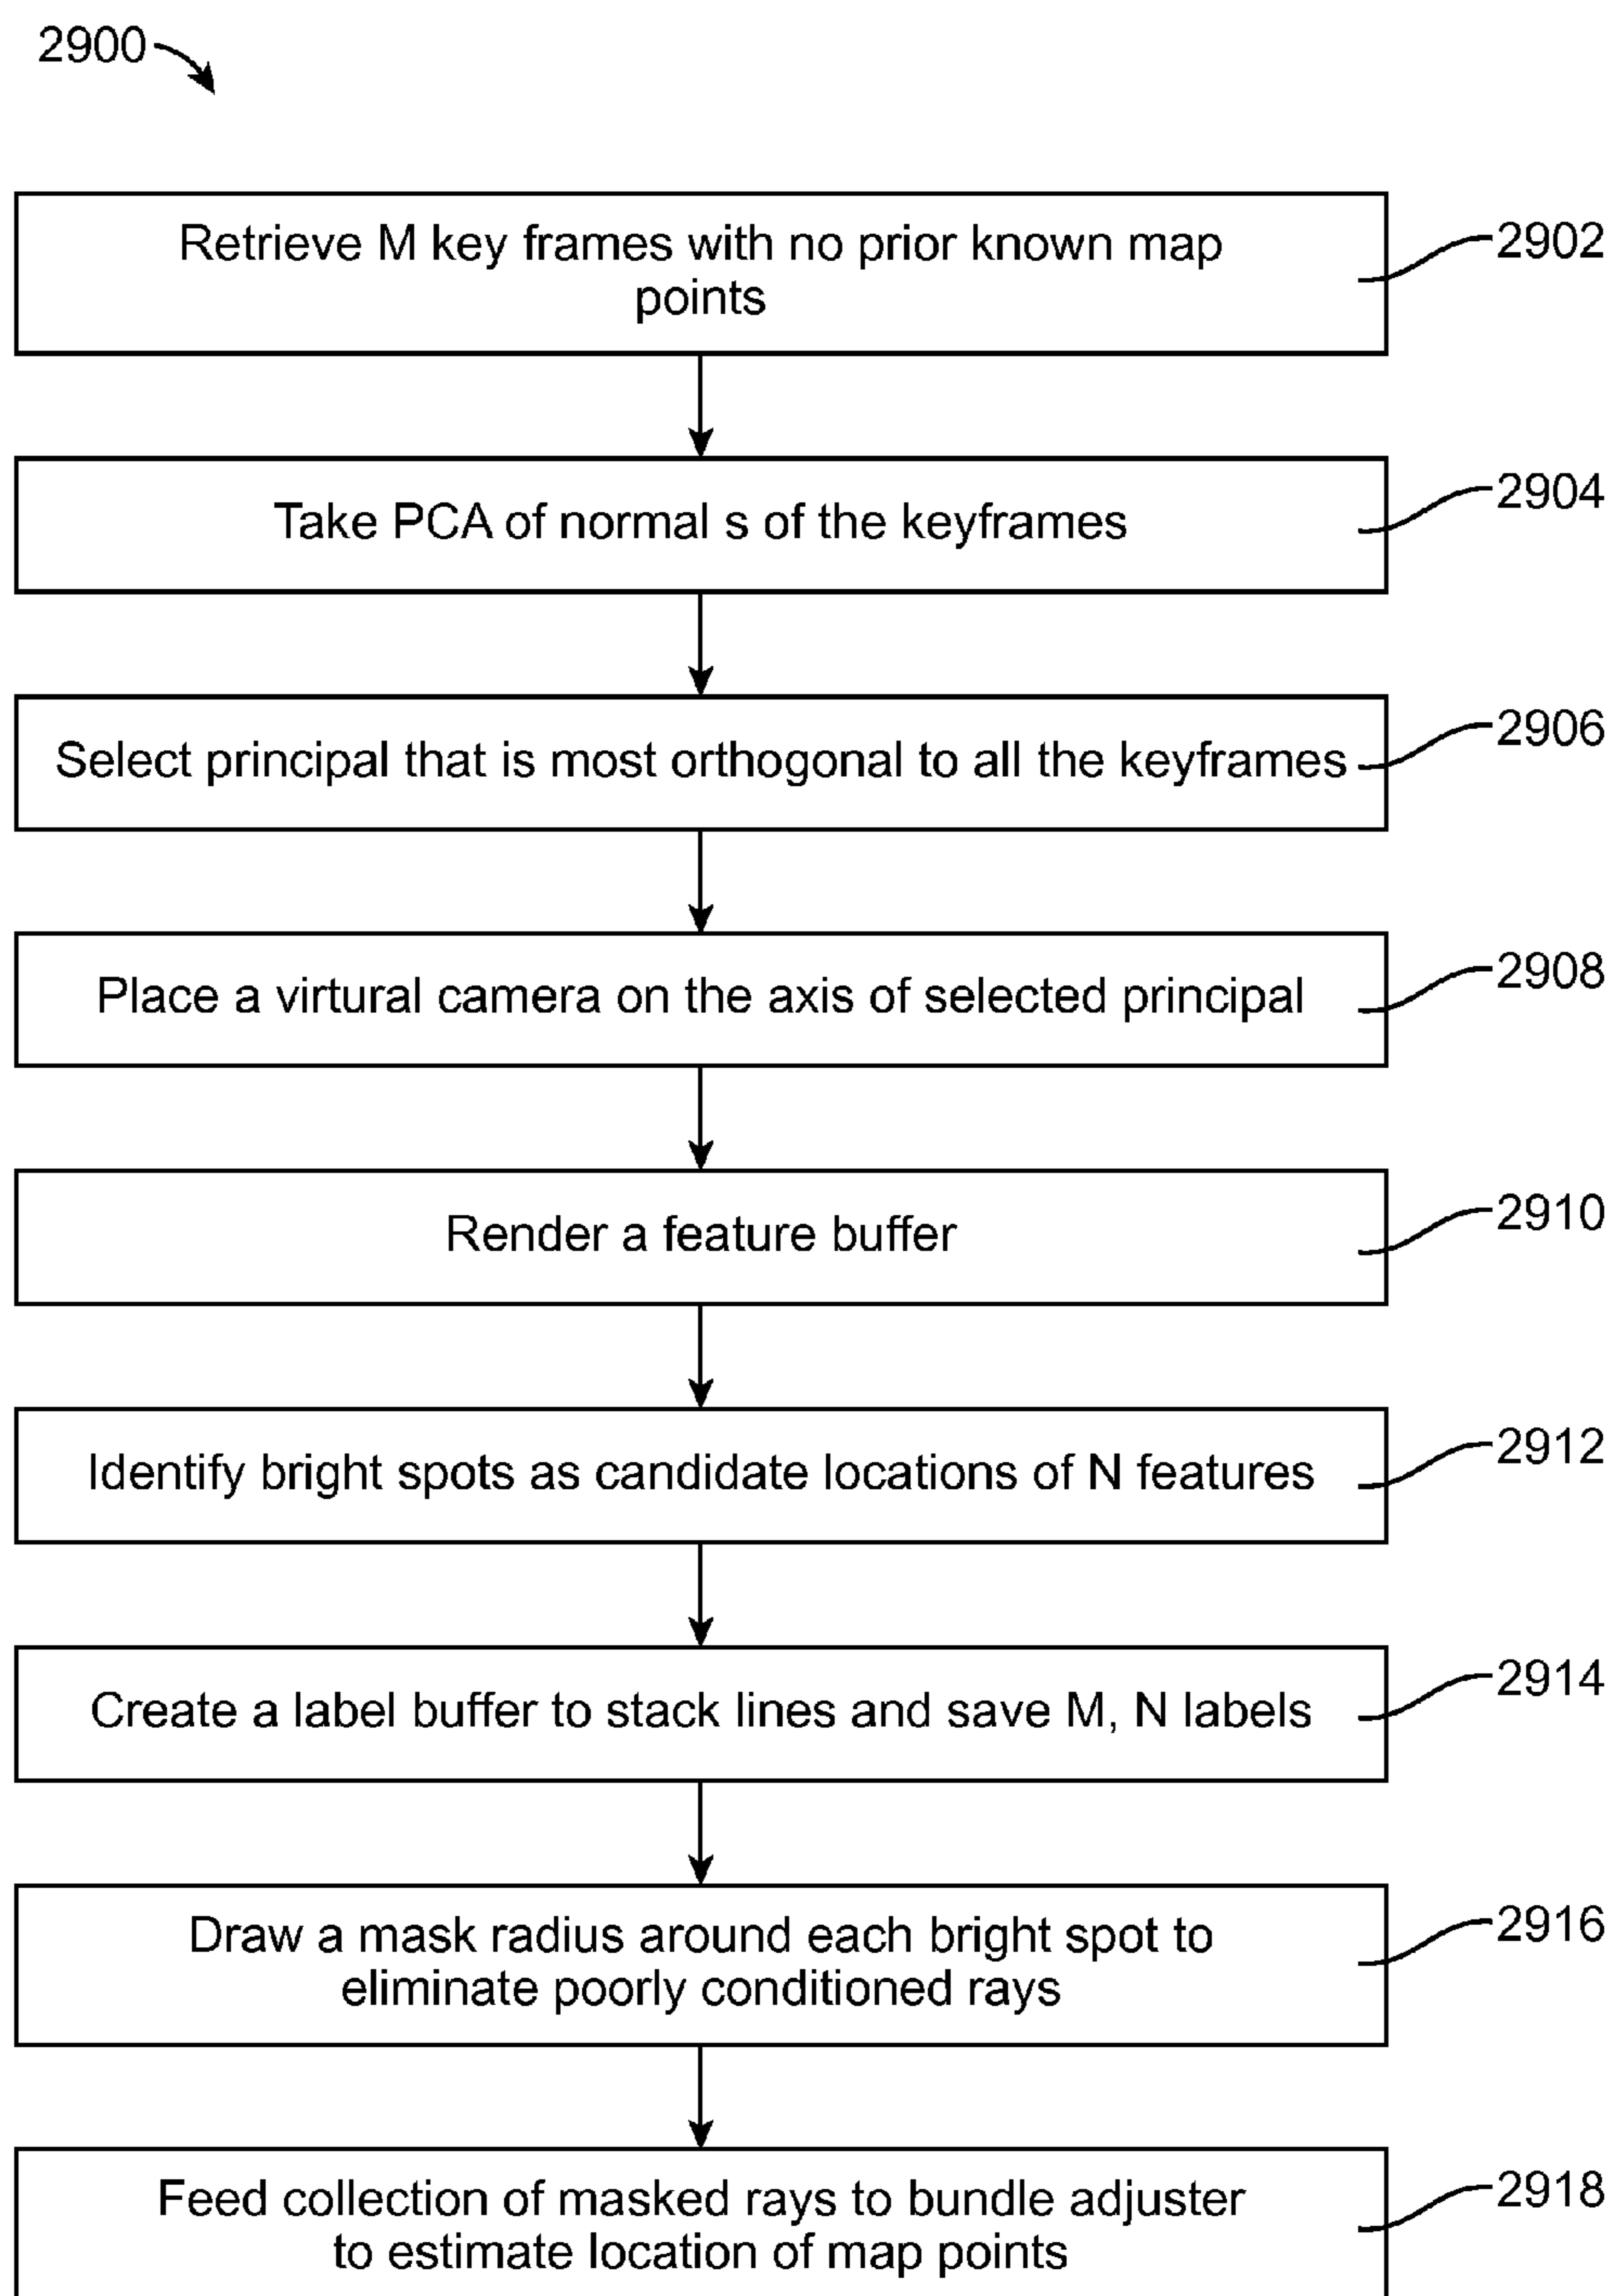 2900
Retrieve M key frames with no prior known map
points
2902
Take PCA of normal s of the keyframes
2904
Select principal that is most orthogonal to all the keyframes
2906
Place a virtural camera on the axis of selected principal
2908
Render a feature buffer
2910
Identify bright spots as candidate locations of N features
2912
Create a label buffer to stack lines and save M, N labels
2914
Draw a mask radius around each bright spot to
eliminate poorly conditioned rays
2916
Feed collection of masked rays to bundle adjuster
to estimate location of map points
2918